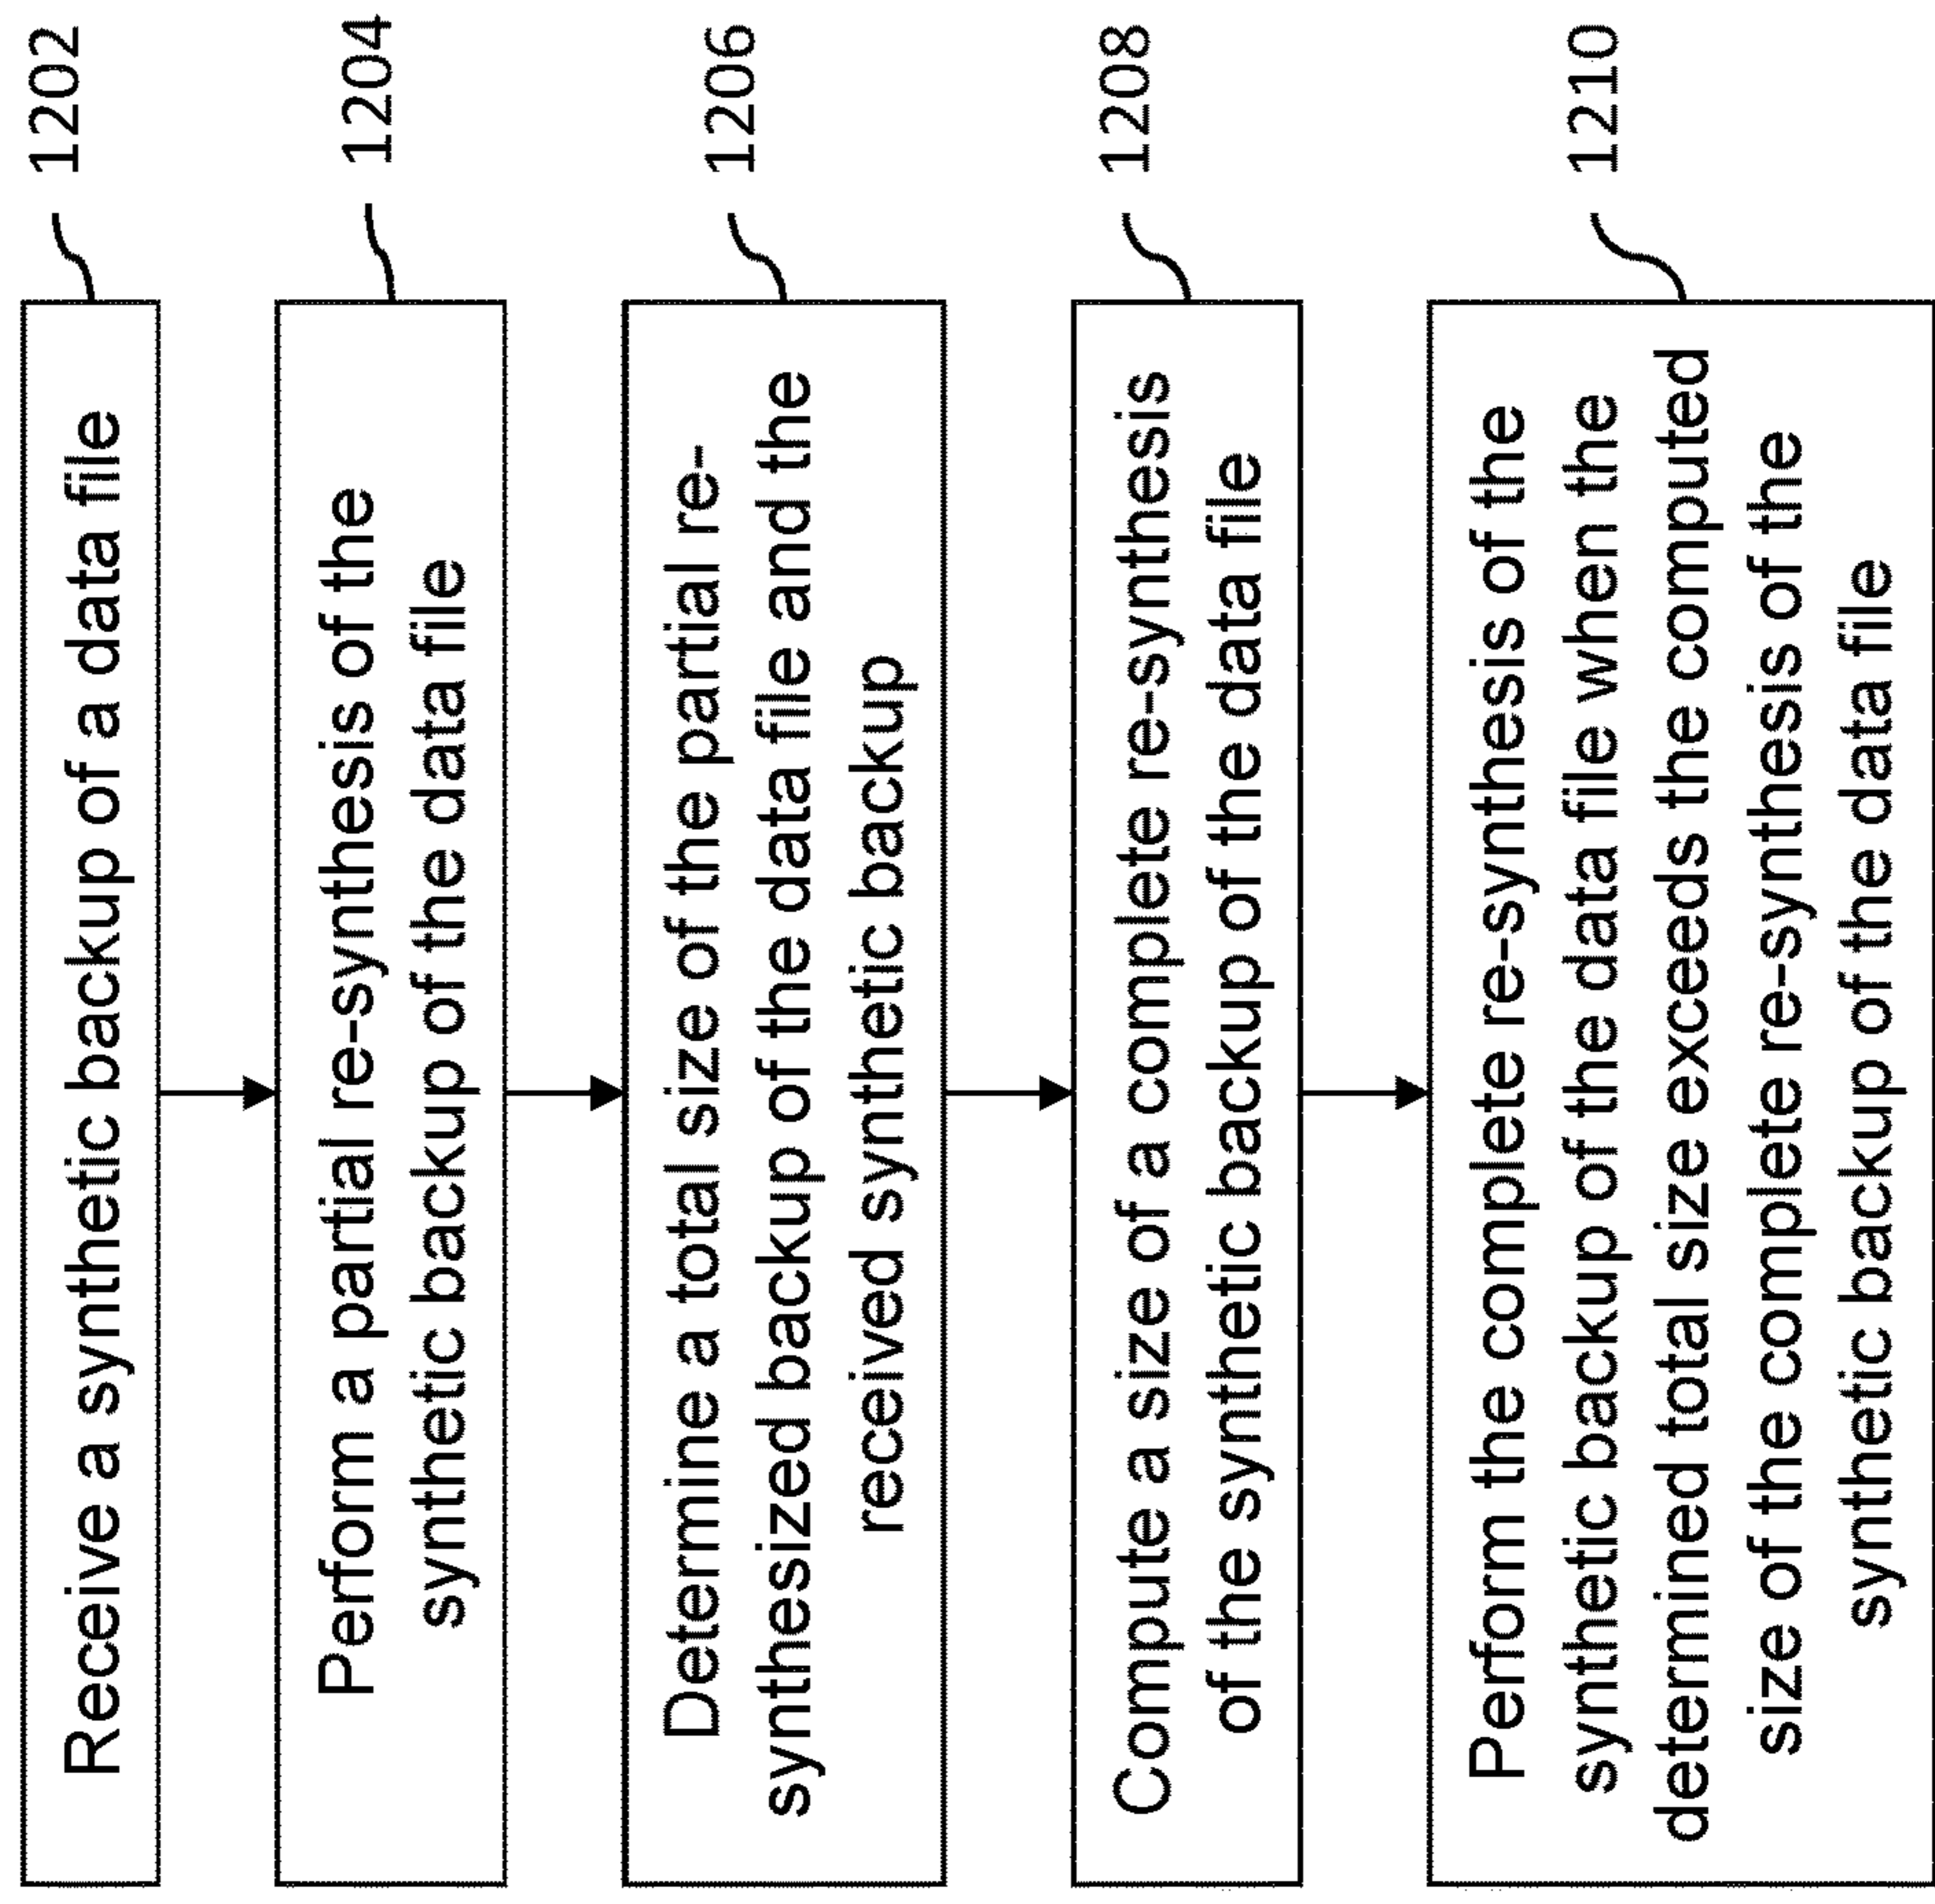 Receive a synthetic backup of a data file
1202
Perform a partial re-synthesis of the
synthetic backup of the data file
1204
Determine a total size of the partial re-
synthesized backup of the data file and the
received synthetic backup
1206
Compute a size of a complete re-synthesis
of the synthetic backup of the data file
1208
Perform the complete re-synthesis of the
synthetic backup of the data file when the
determined total size exceeds the computed
size of the complete re-synthesis of the
synthetic backup of the data file
1210